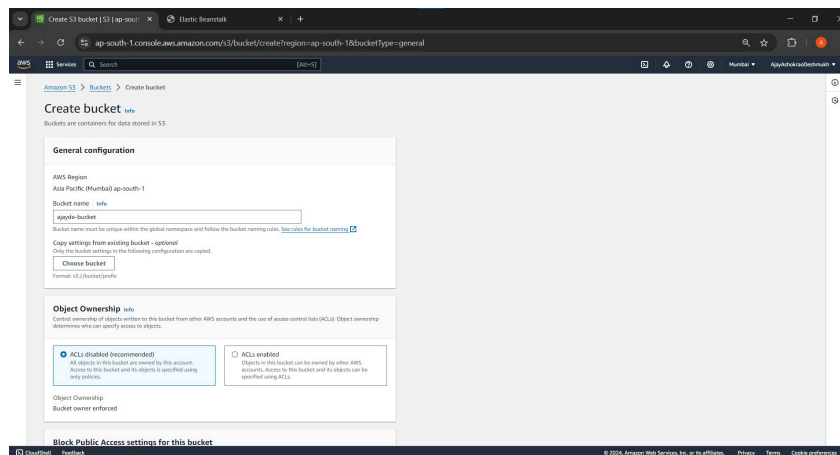 Create S3 bucket | S3 | ap-sout
Elastic Beanstalk
ap-south-1.console.aws.amazon.com/s3/bucket/create?region=ap-south-1&bucketType=general
aws
Services
Search
[Alt+S]
Mumbai
AjayAshokraoDeshmukh
Amazon S3 > Buckets > Create bucket
Create bucket Info
Buckets are containers for data stored in S3.
General configuration
AWS Region
Asia Pacific (Mumbai) ap-south-1
Bucket name Info
ajayde-bucket
Bucket name must be unique within the global namespace and follow the bucket naming rules. See rules for bucket naming
Copy settings from existing bucket - optional
Only the bucket settings in the following configuration are copied.
Choose bucket
Format: s3://bucket/prefix
Object Ownership Info
Control ownership of objects written to this bucket from other AWS accounts and the use of access control lists (ACLs). Object ownership
determines who can specify access to objects.
ACLs disabled (recommended)
All objects in this bucket are owned by this account.
Access to this bucket and its objects is specified using
only policies.
ACLs enabled
Objects in this bucket can be owned by other AWS
accounts. Access to this bucket and its objects can be
specified using ACLs.
Object Ownership
Bucket owner enforced
Block Public Access settings for this bucket
CloudShell Feedback
© 2024, Amazon Web Services, Inc. or its affiliates. Privacy Terms Cookie preferences